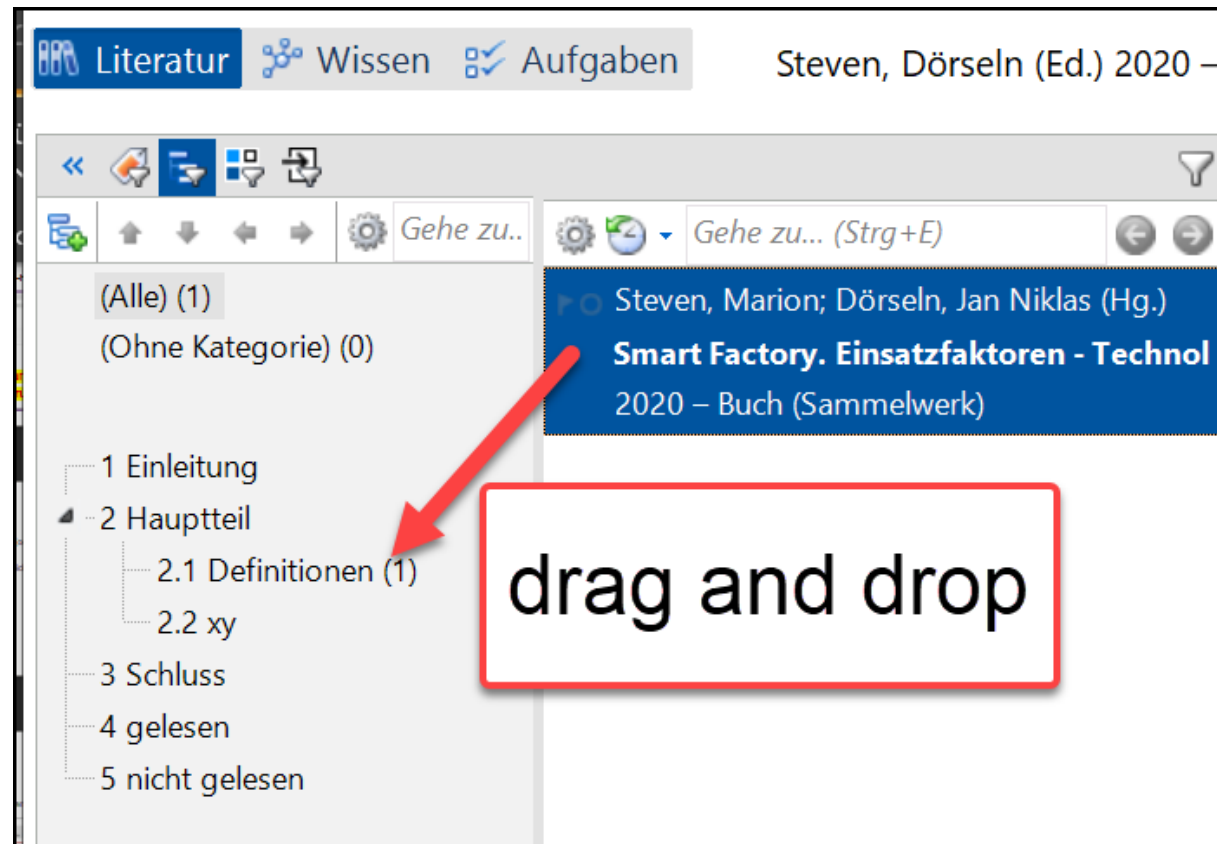 Literatur Wissen Aufgaben Steven, Dörseln (Ed.) 2020 –
Gehe zu.. Gehe zu... (Strg+E)
(Alle) (1)
(Ohne Kategorie) (0)
1 Einleitung
2 Hauptteil
2.1 Definitionen (1)
2.2 xy
3 Schluss
4 gelesen
5 nicht gelesen
Steven, Marion; Dörseln, Jan Niklas (Hg.)
Smart Factory. Einsatzfaktoren - Technol
2020 – Buch (Sammelwerk)
drag and drop